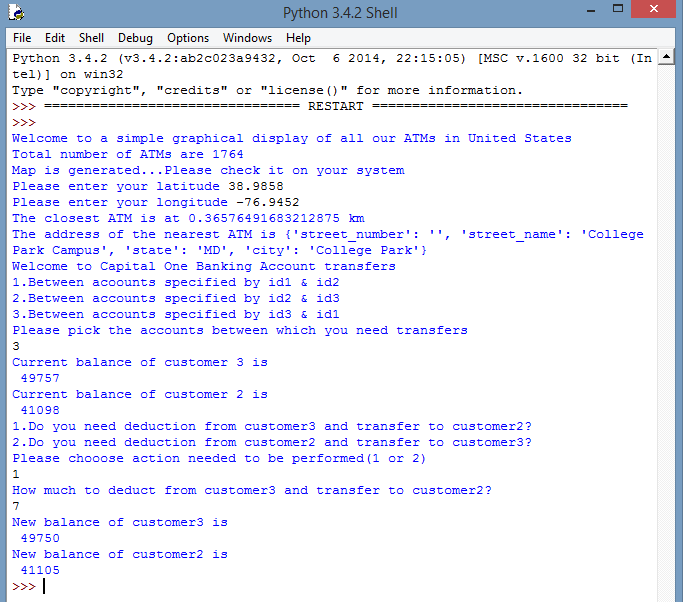 Python 3.4.2 Shell
File Edit Shell Debug Options Windows Help
Python 3.4.2 (v3.4.2:ab2c023a9432, Oct  6 2014, 22:15:05) [MSC v.1600 32 bit (In
tel)] on win32
Type "copyright", "credits" or "license()" for more information.
>>> ================================ RESTART ================================
>>>
Welcome to a simple graphical display of all our ATMs in United States
Total number of ATMs are 1764
Map is generated...Please check it on your system
Please enter your latitude 38.9858
Please enter your longitude -76.9452
The closest ATM is at 0.36576491683212875 km
The address of the nearest ATM is {'street_number': '', 'street_name': 'College
Park Campus', 'state': 'MD', 'city': 'College Park'}
Welcome to Capital One Banking Account transfers
1.Between accounts specified by id1 & id2
2.Between accounts specified by id2 & id3
3.Between accounts specified by id3 & id1
Please pick the accounts between which you need transfers
3
Current balance of customer 3 is
 49757
Current balance of customer 2 is
 41098
1.Do you need deduction from customer3 and transfer to customer2?
2.Do you need deduction from customer2 and transfer to customer3?
Please chooose action needed to be performed(1 or 2)
1
How much to deduct from customer3 and transfer to customer2?
7
New balance of customer3 is
 49750
New balance of customer2 is
 41105
>>>